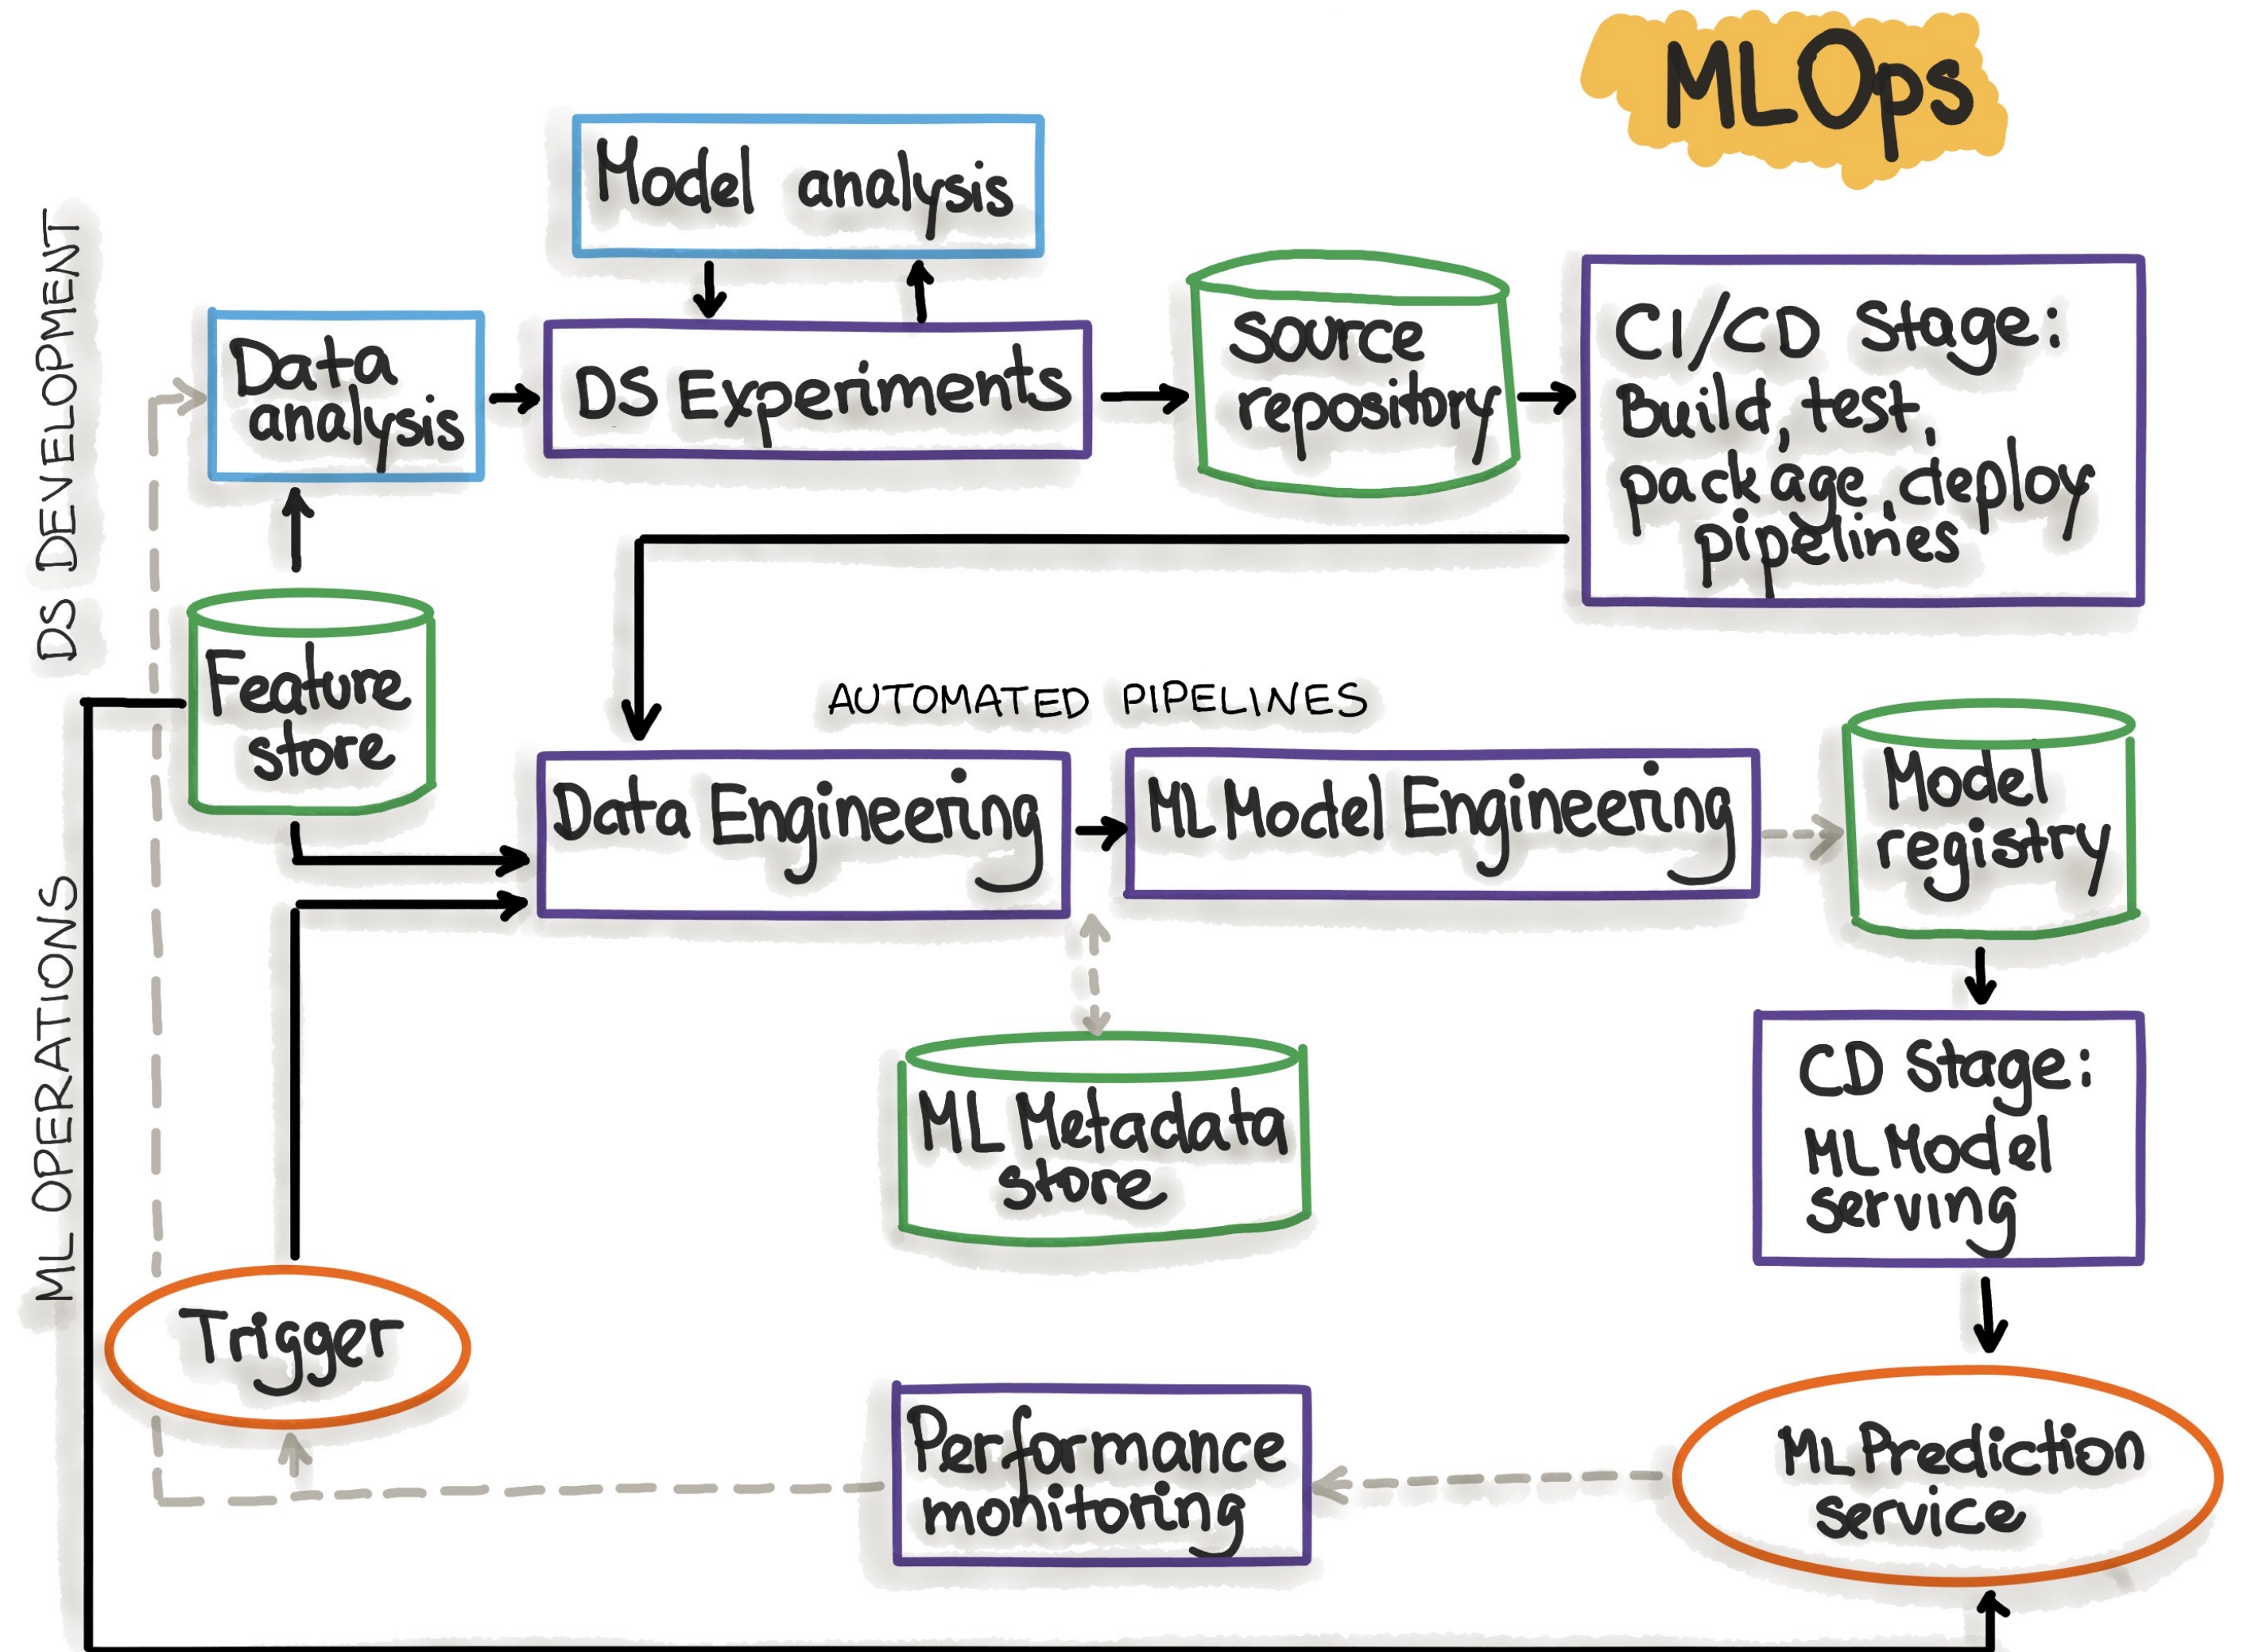 MLOps
Model analysis
DS DEVELOPMENT
Data
analysis
DS Experiments
source
repository
CI/CD Stage:
Build, test,
package, deploy
pipelines
Feature
store
AUTOMATED PIPELINES
Data Engineering
ML Model Engineering
Model
registry
ML OPERATIONS
ML Metadata
store
CD Stage:
ML Model
serving
Trigger
Performance
monitoring
ML Prediction
service